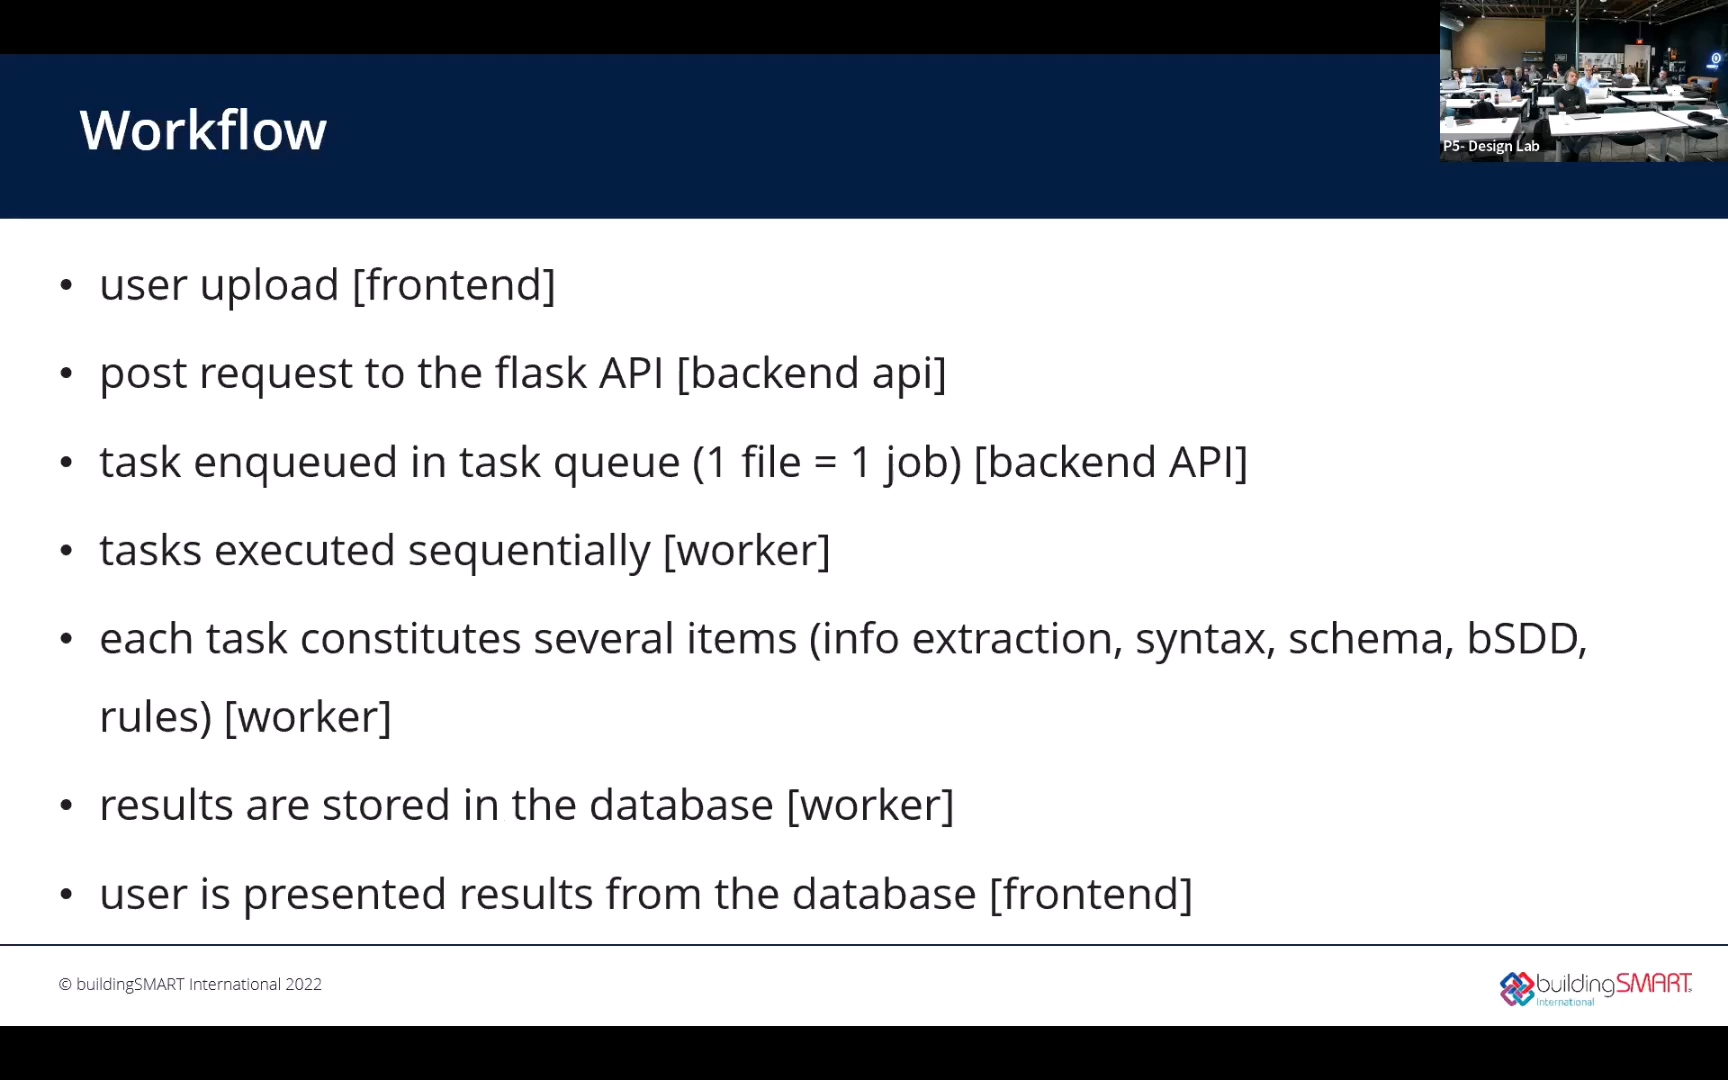 Workflow
P5- Design Lab
• user upload [frontend]
• post request to the flask API [backend api]
• task enqueued in task queue (1 file = 1 job) [backend API]
• tasks executed sequentially [worker]
• each task constitutes several items (info extraction, syntax, schema, bSDD,
rules) [worker]
• results are stored in the database [worker]
• user is presented results from the database [frontend]
© buildingSMART International 2022
buildingSMART
International